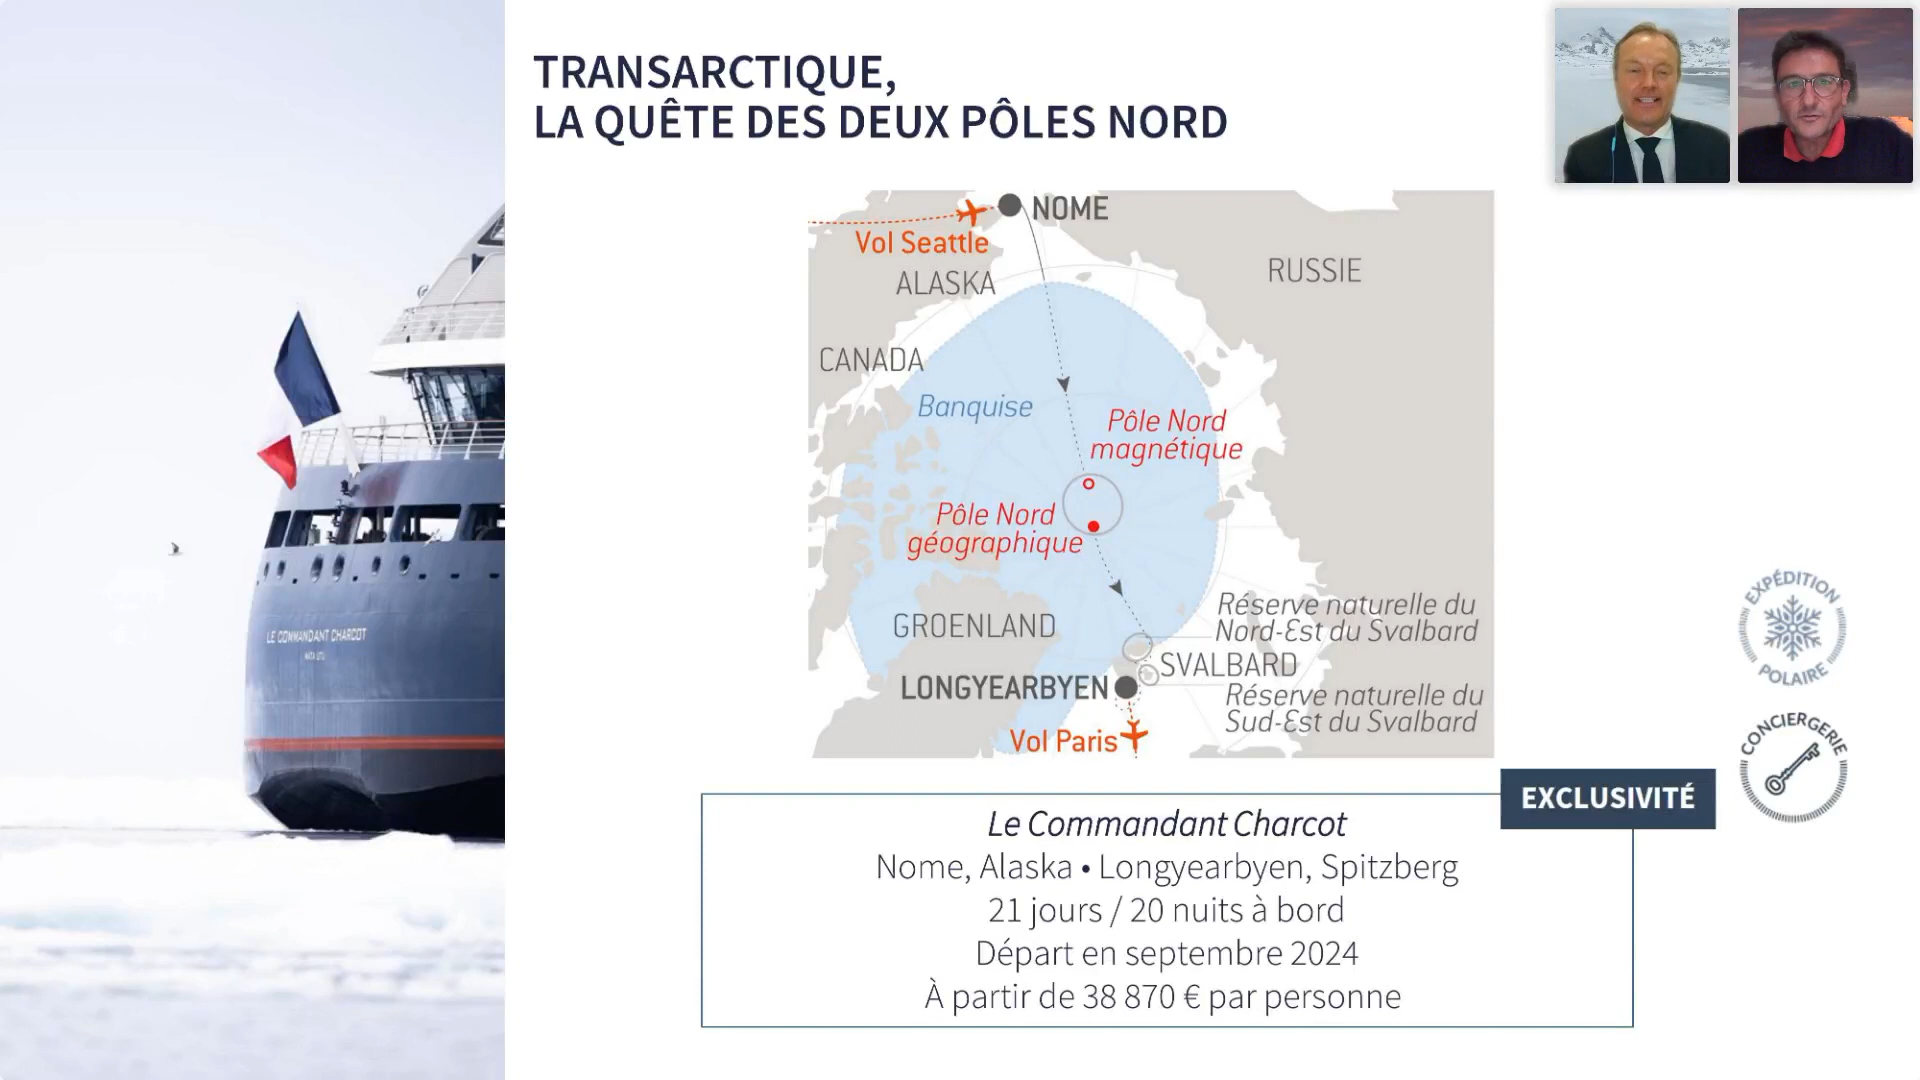 TRANSARCTIQUE,
LA QUÊTE DES DEUX PÔLES NORD
NOME
Vol Seattle
ALASKA
RUSSIE
CANADA
Banquise
Pôle Nord
magnétique
Pôle Nord
géographique
GROENLAND
Réserve naturelle du
Nord-Est du Svalbard
SVALBARD
LONGYEARBYEN
Réserve naturelle du
Sud-Est du Svalbard
Vol Paris
LE COMMANDANT CHARCOT
MATA UTU
EXPÉDITION
POLAIRE
CONCIERGERIE
EXCLUSIVITÉ
Le Commandant Charcot
Nome, Alaska • Longyearbyen, Spitzberg
21 jours / 20 nuits à bord
Départ en septembre 2024
À partir de 38 870 € par personne